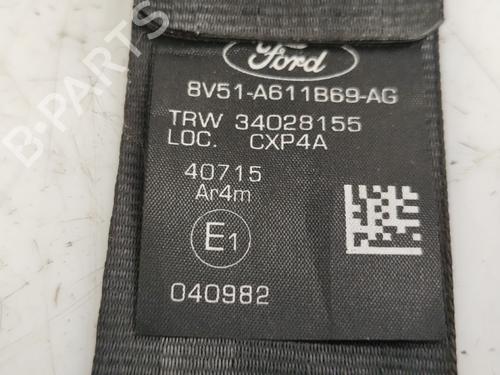 Ford
8V51-A611B69-AG
TRW 34028155
LOC. CXP4A
40715
Ar4m
E1
040982
B-PARTS